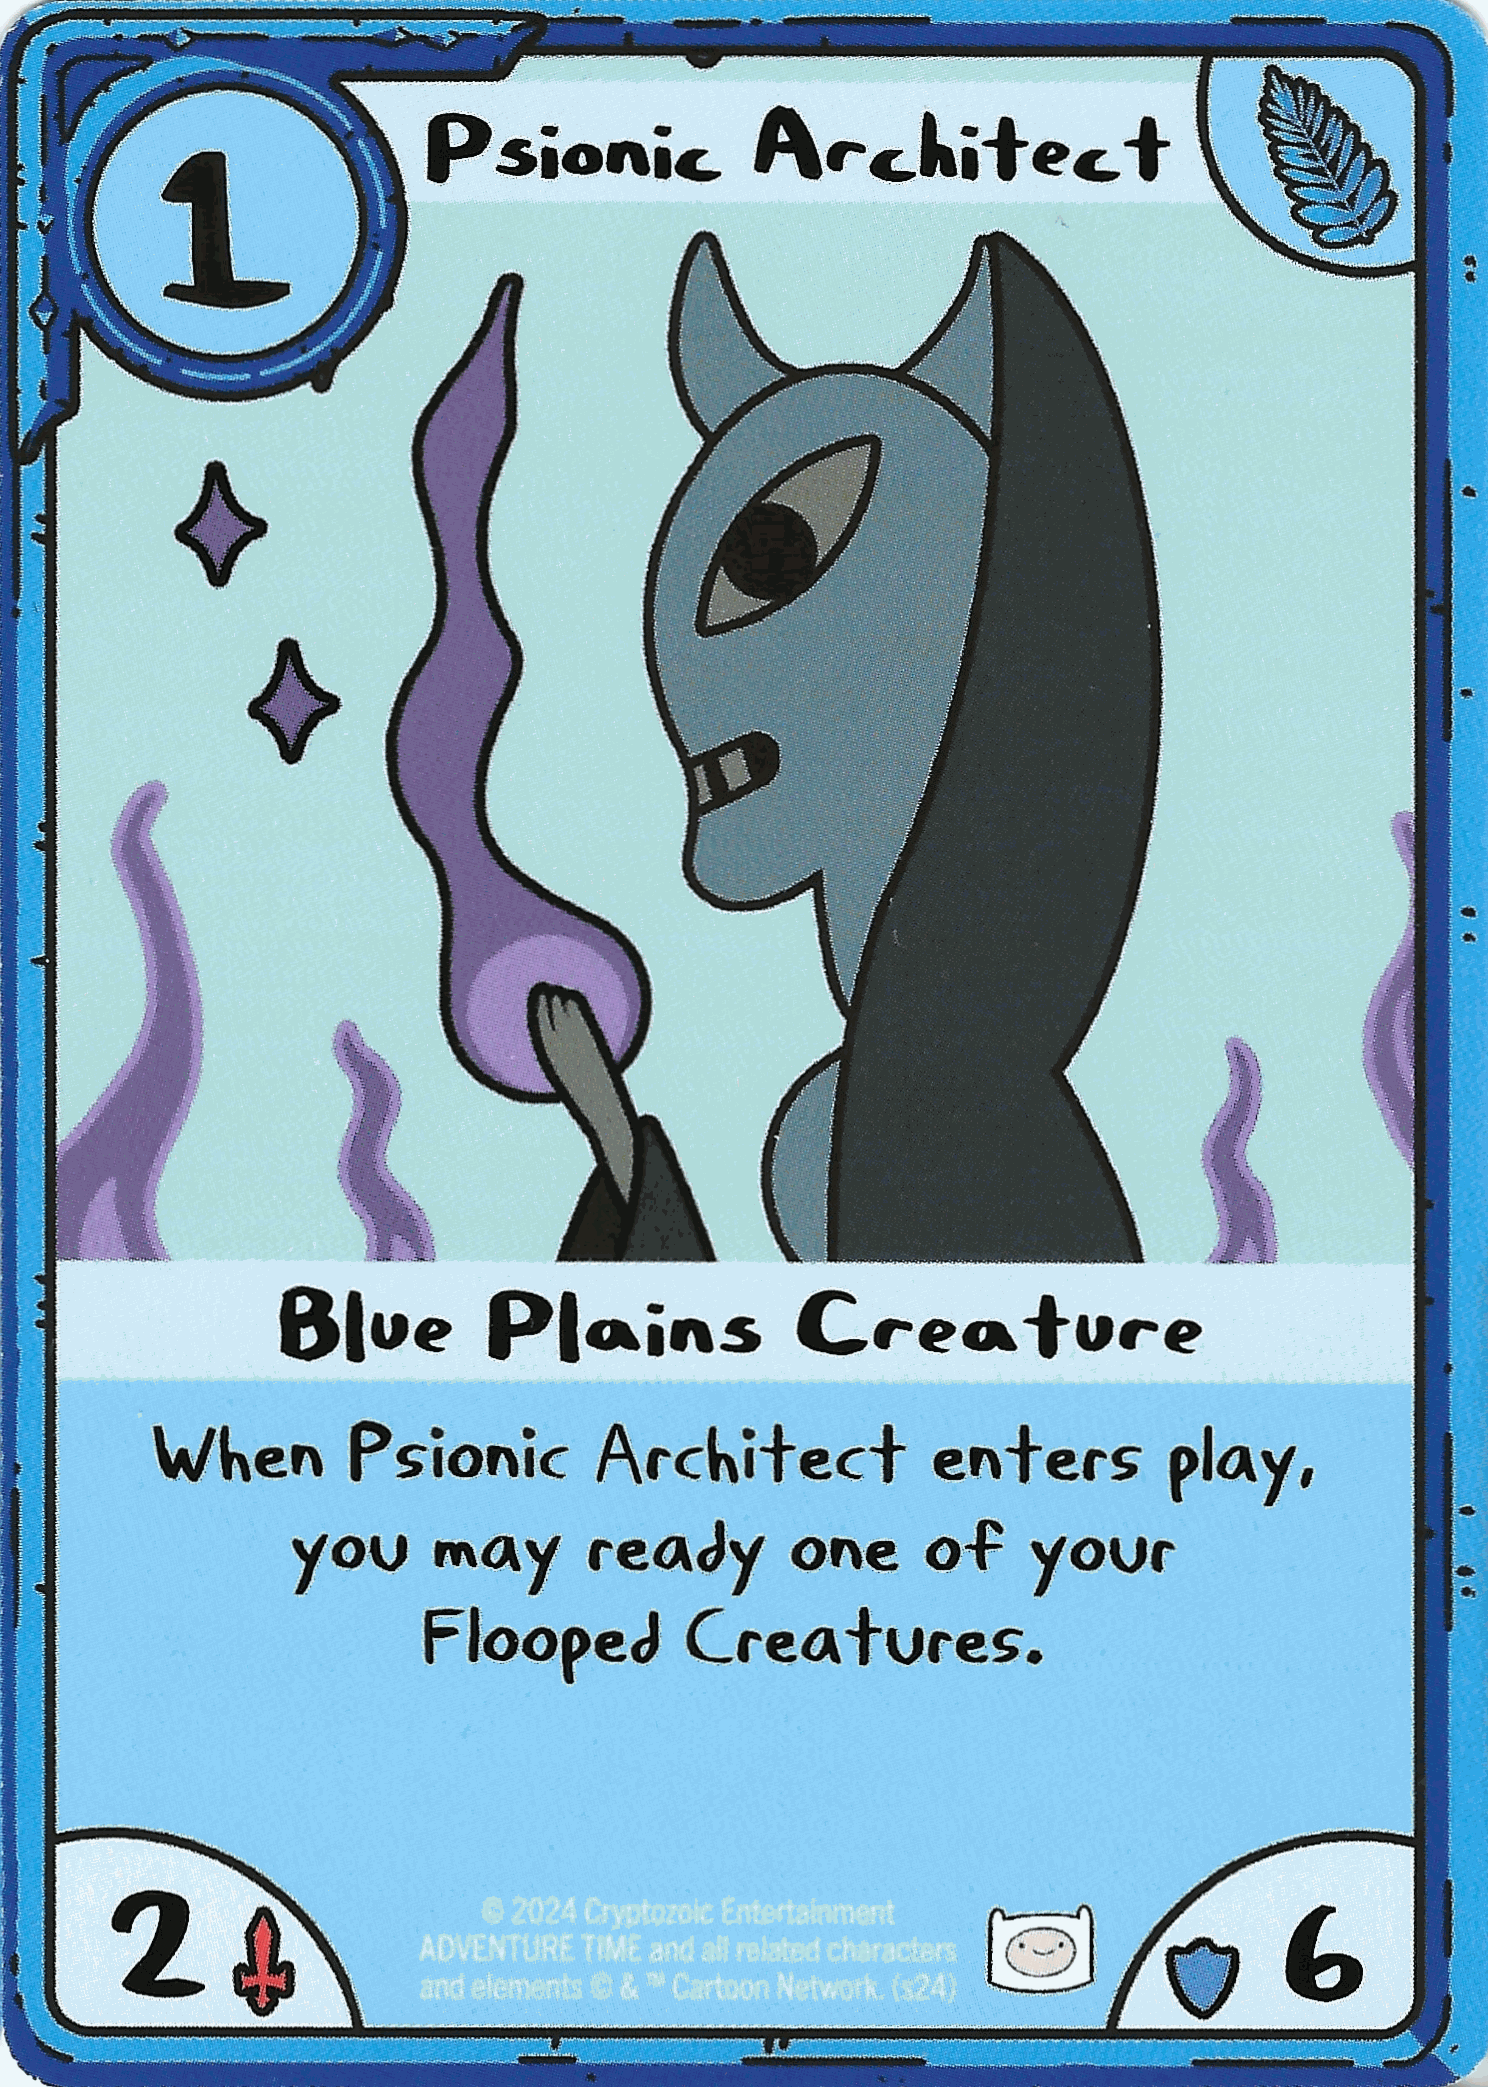 1
Psionic Architect
Blue Plains Creature
When Psionic Architect enters play,
you may ready one of your
Flooped Creatures.
2
© 2024 Cryptozoic Entertainment
ADVENTURE TIME and all related characters
and elements © & ™ Cartoon Network. (s24)
6